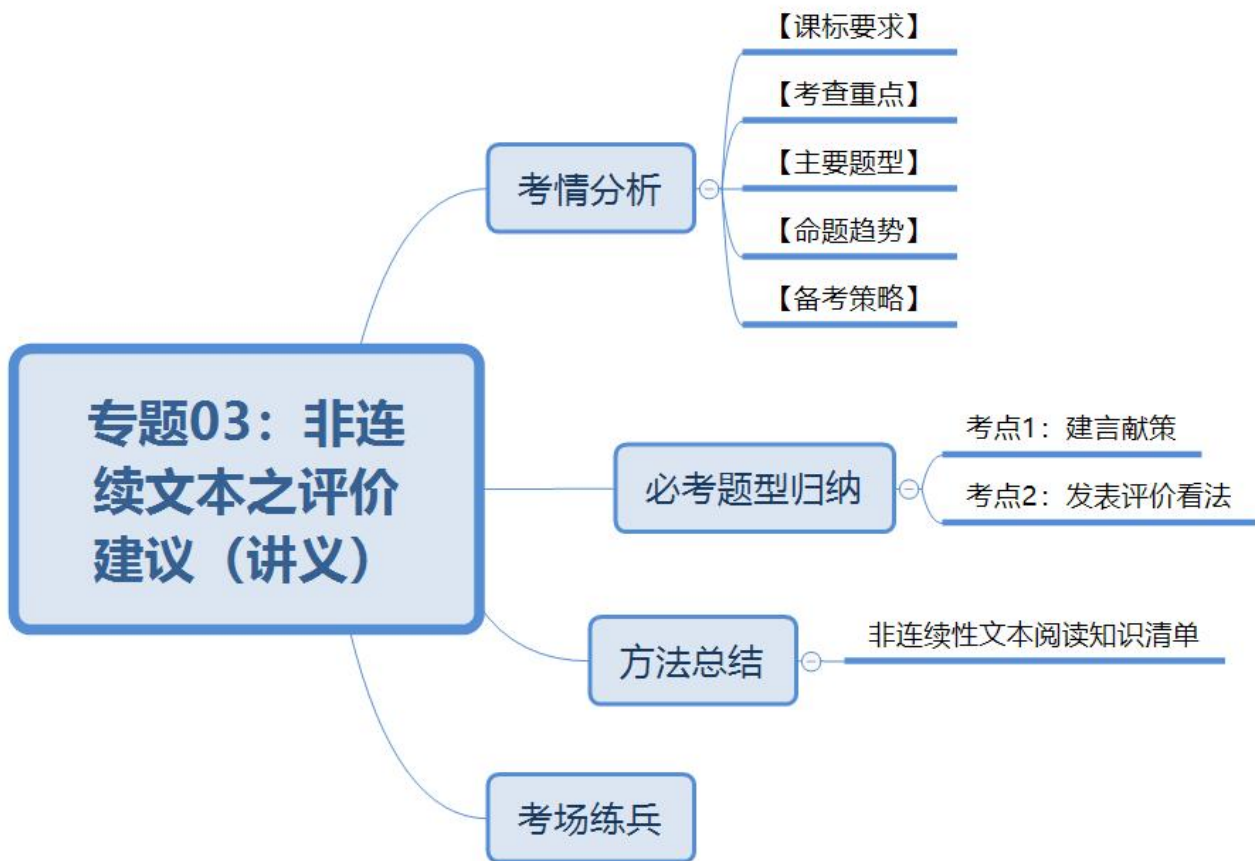 【课标要求】
【考查重点】
【主要题型】
【命题趋势】
【备考策略】
考情分析
专题03：非连
续文本之评价
建议（讲义）
必考题型归纳
考点1：建言献策
考点2：发表评价看法
方法总结
非连续性文本阅读知识清单
考场练兵